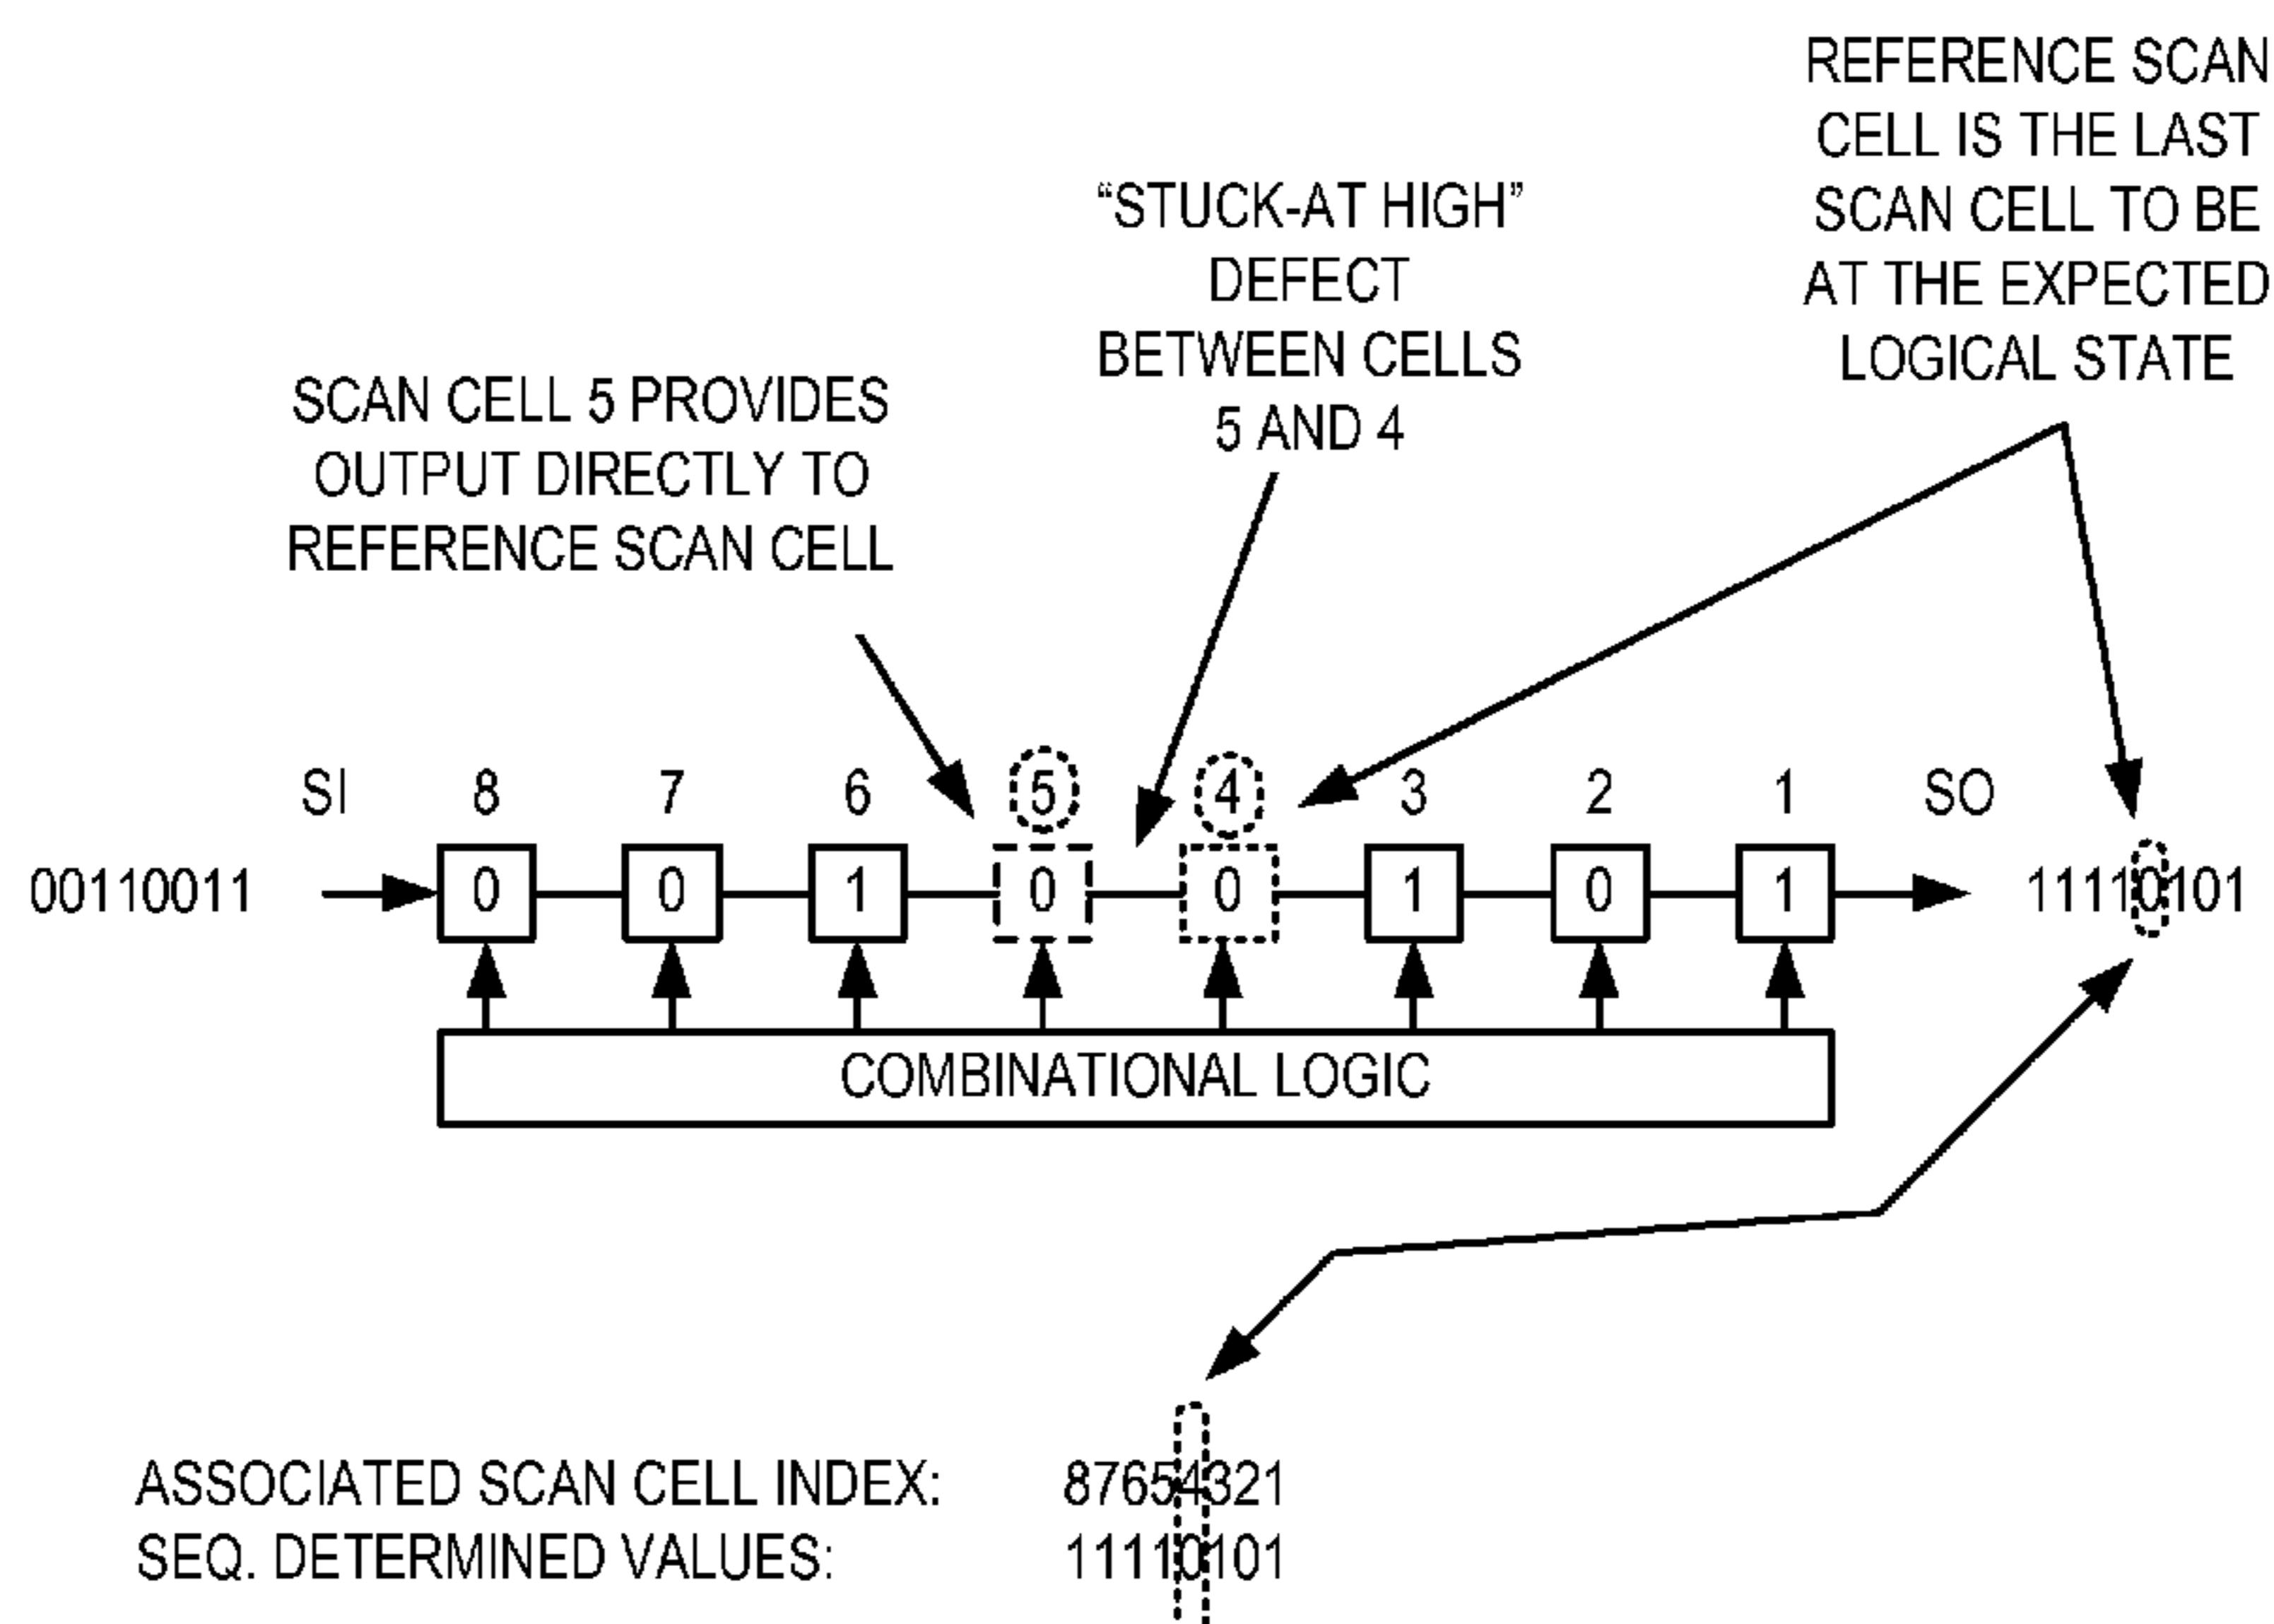 REFERENCE SCAN
CELL IS THE LAST
SCAN CELL TO BE
AT THE EXPECTED
LOGICAL STATE
“STUCK-AT HIGH”
DEFECT
BETWEEN CELLS
5 AND 4
SCAN CELL 5 PROVIDES
OUTPUT DIRECTLY TO
REFERENCE SCAN CELL
SI 8 7 6 5 4 3 2 1 SO
00110011 0 0 1 0 0 1 0 1 11110101
COMBINATIONAL LOGIC
ASSOCIATED SCAN CELL INDEX: 87654321
SEQ. DETERMINED VALUES: 11110101